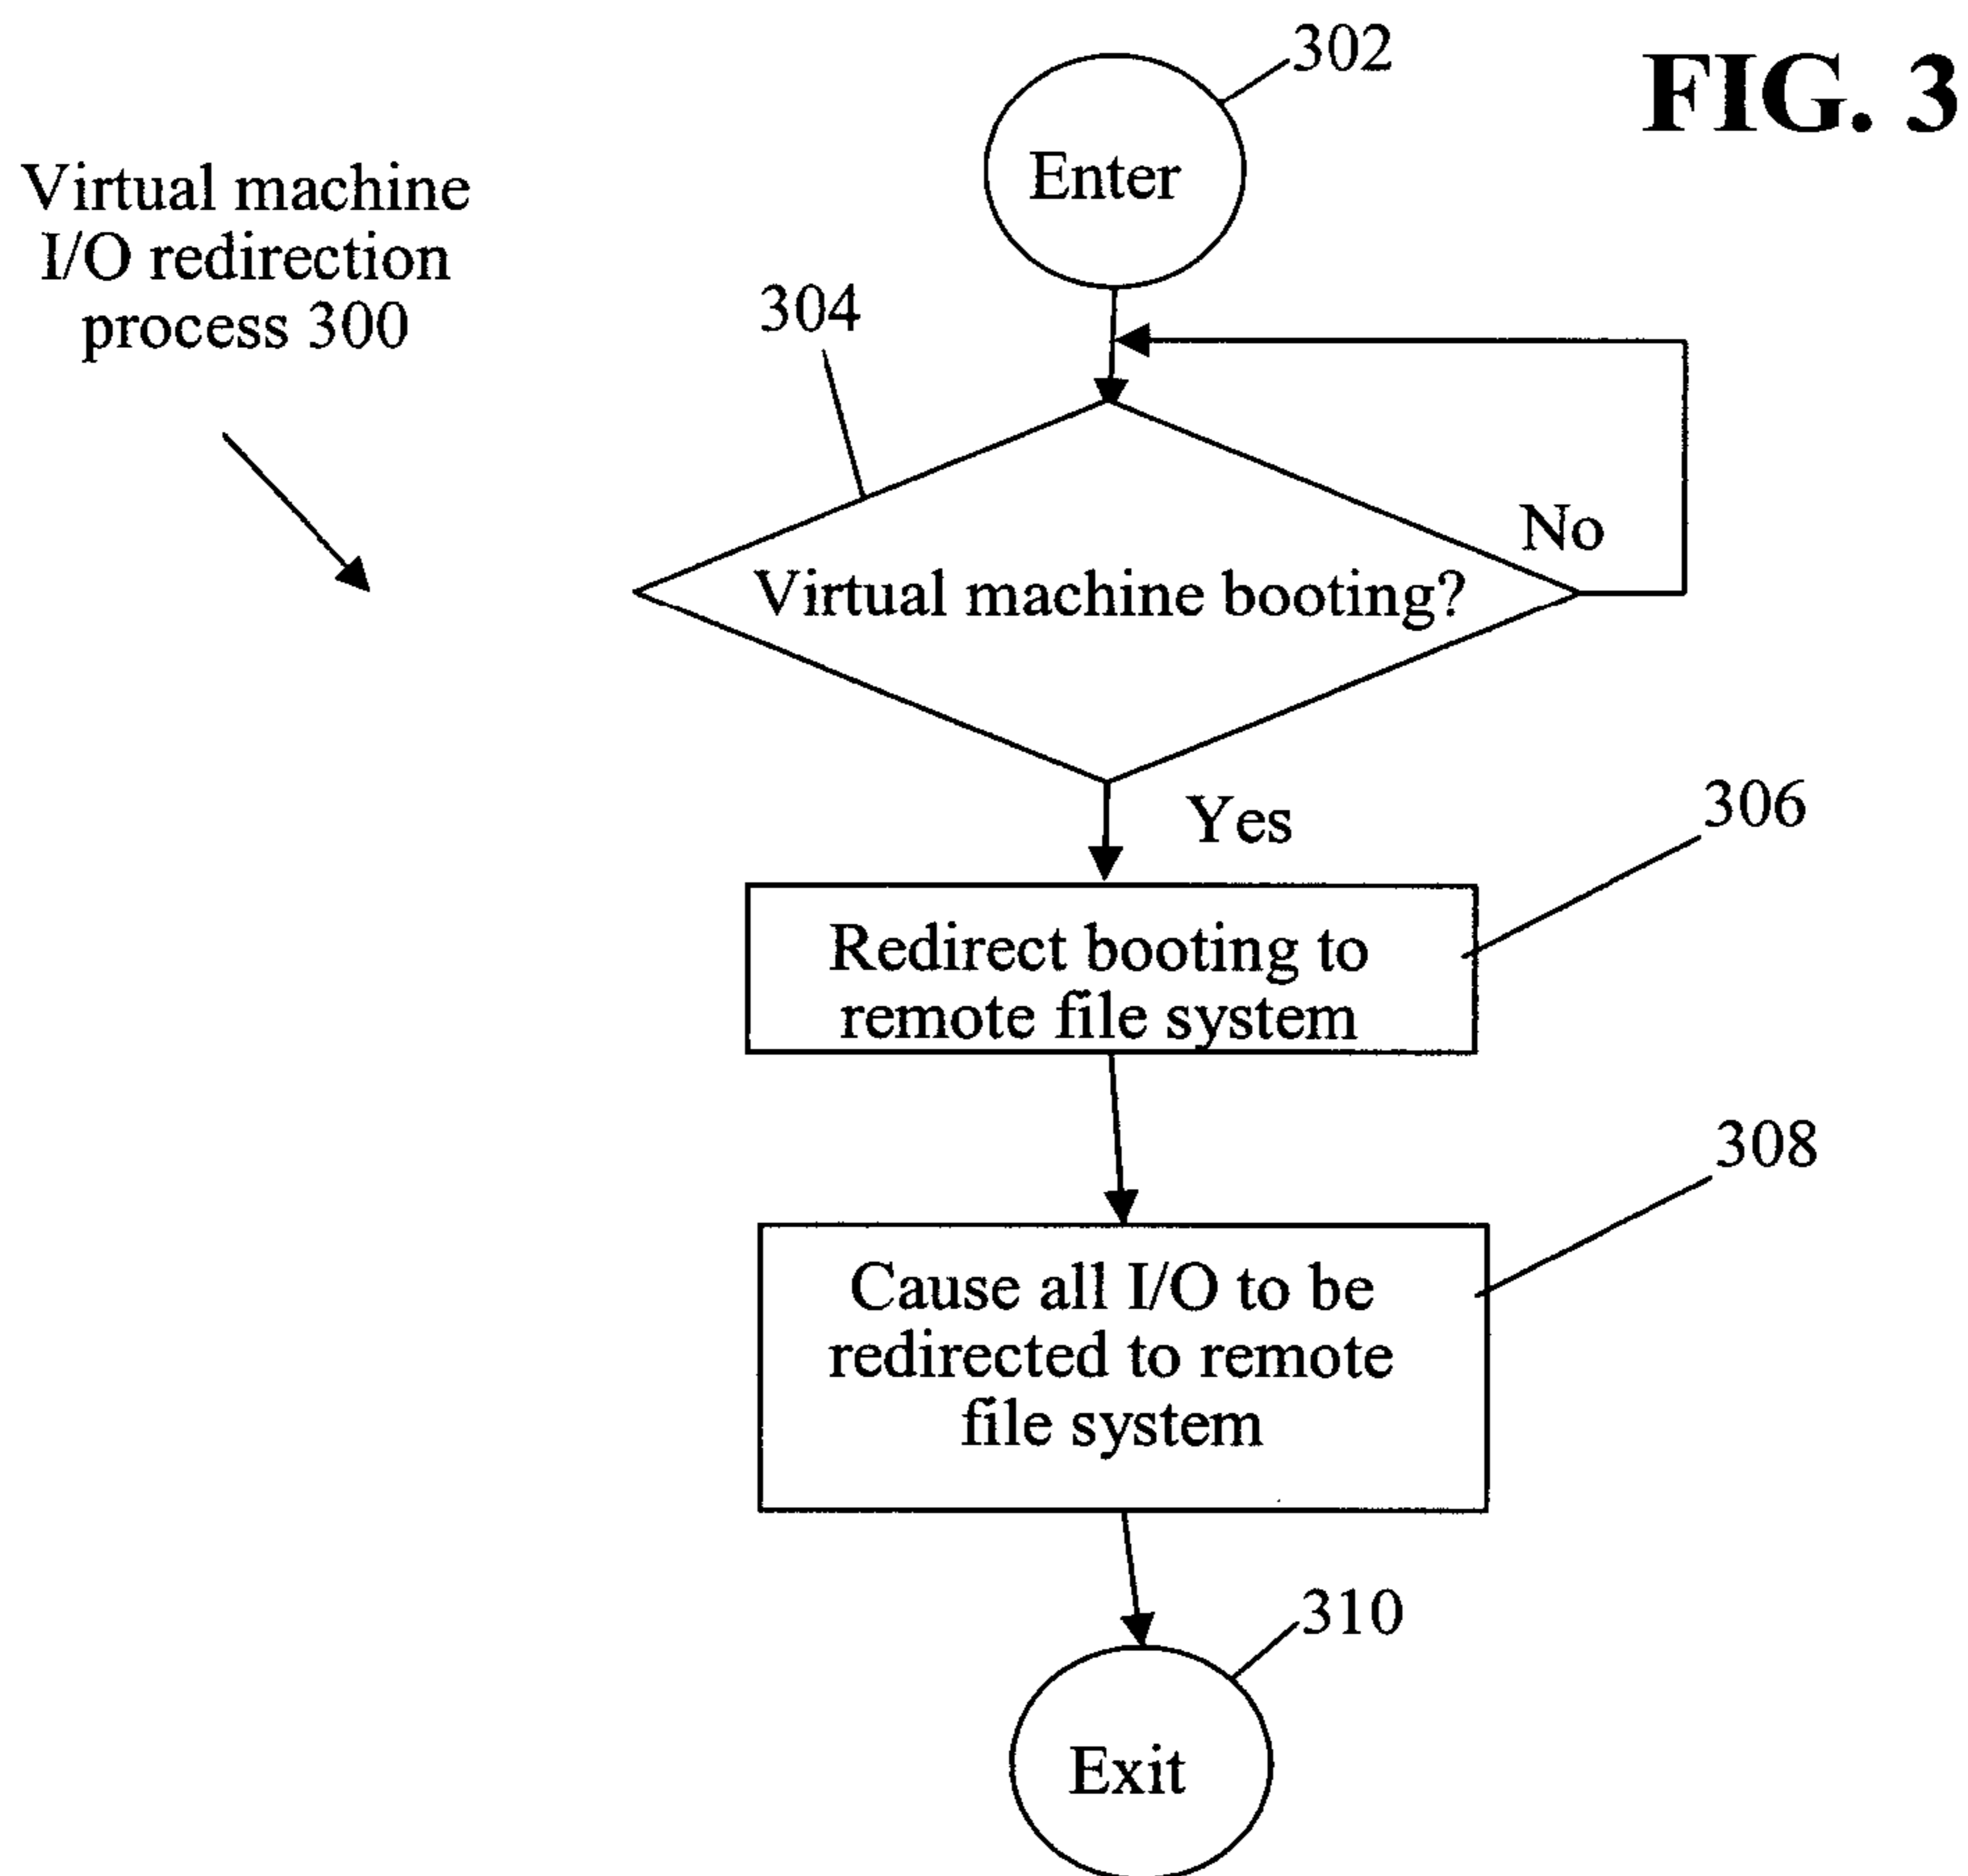 302
FIG. 3
Enter
Virtual machine
I/O redirection
process 300
304
No
Virtual machine booting?
Yes
306
Redirect booting to
remote file system
308
Cause all I/O to be
redirected to remote
file system
310
Exit